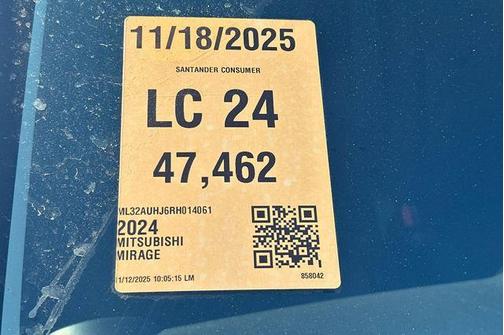 11/18/2025
SANTANDER CONSUMER
LC 24
47,462
ML32AUHJ6RH014061
2024
MITSUBISHI
MIRAGE
11/12/2025 10:05:15 LM
858042